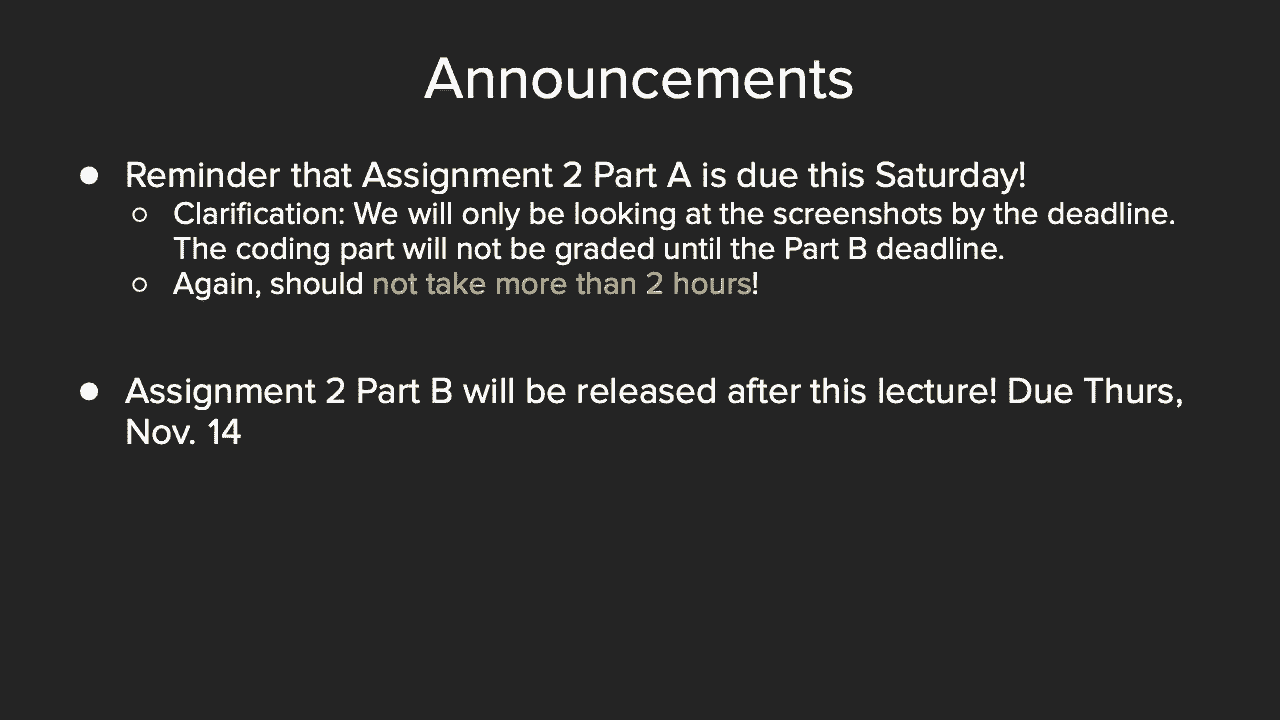 Announcements
● Reminder that Assignment 2 Part A is due this Saturday!
○ Clarification: We will only be looking at the screenshots by the deadline.
The coding part will not be graded until the Part B deadline.
○ Again, should not take more than 2 hours!
● Assignment 2 Part B will be released after this lecture! Due Thurs,
Nov. 14